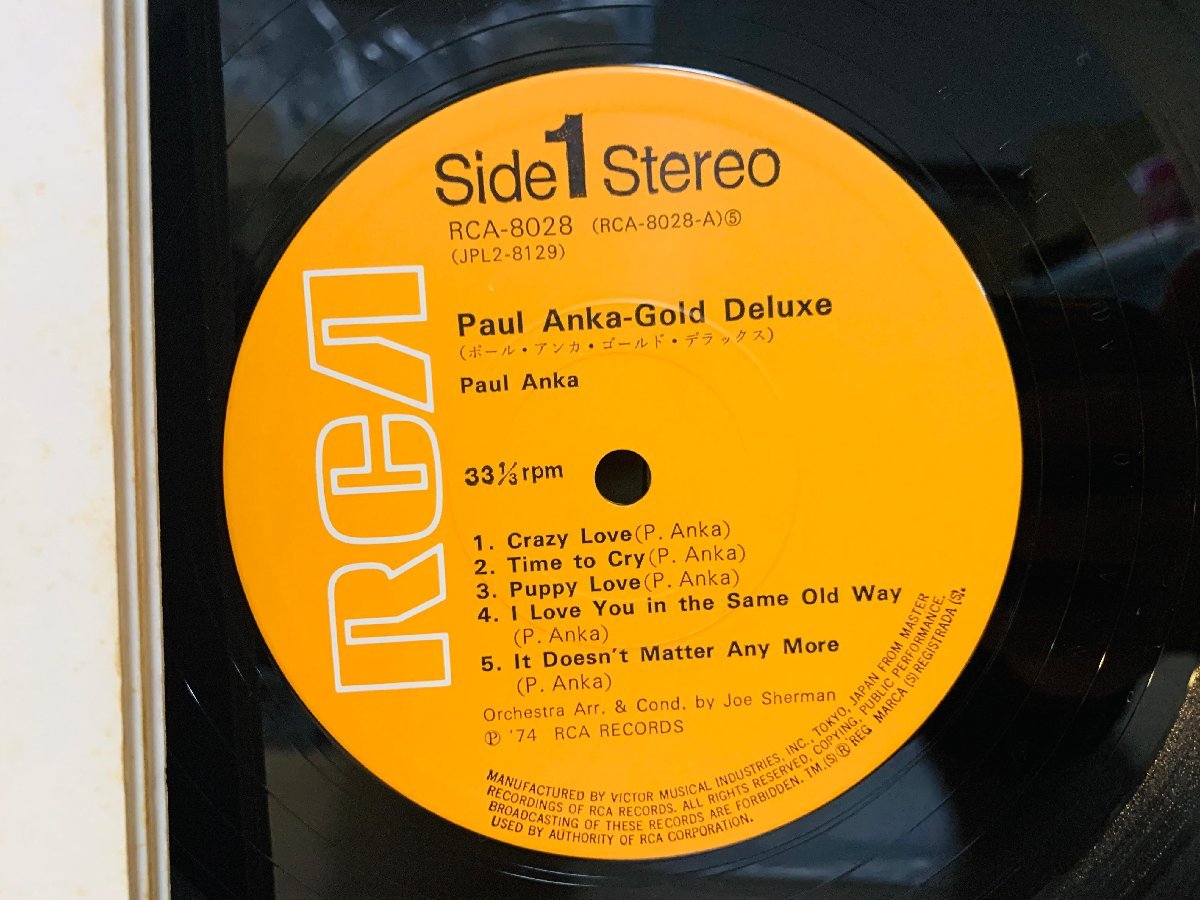 Side 1 Stereo
RCA-8028 (RCA-8028-A)⑤
(JPL2-8129)
Paul Anka-Gold Deluxe
(ポール・アンカ・ゴールド・デラックス)
Paul Anka
RCA
33 1/3 rpm
1. Crazy Love (P. Anka)
2. Time to Cry (P. Anka)
3. Puppy Love (P. Anka)
4. I Love You in the Same Old Way
(P. Anka)
5. It Doesn't Matter Any More
(P. Anka)
Orchestra Arr. & Cond. by Joe Sherman
Ⓟ '74 RCA RECORDS
MANUFACTURED BY VICTOR MUSICAL INDUSTRIES, INC., TOKYO, JAPAN FROM MASTER
RECORDINGS OF RCA RECORDS. ALL RIGHTS RESERVED. COPYING, PUBLIC PERFORMANCE,
BROADCASTING OF THESE RECORDS ARE FORBIDDEN. TM.(S)® REG MARCA (S) REGISTRADA (S).
USED BY AUTHORITY OF RCA CORPORATION.